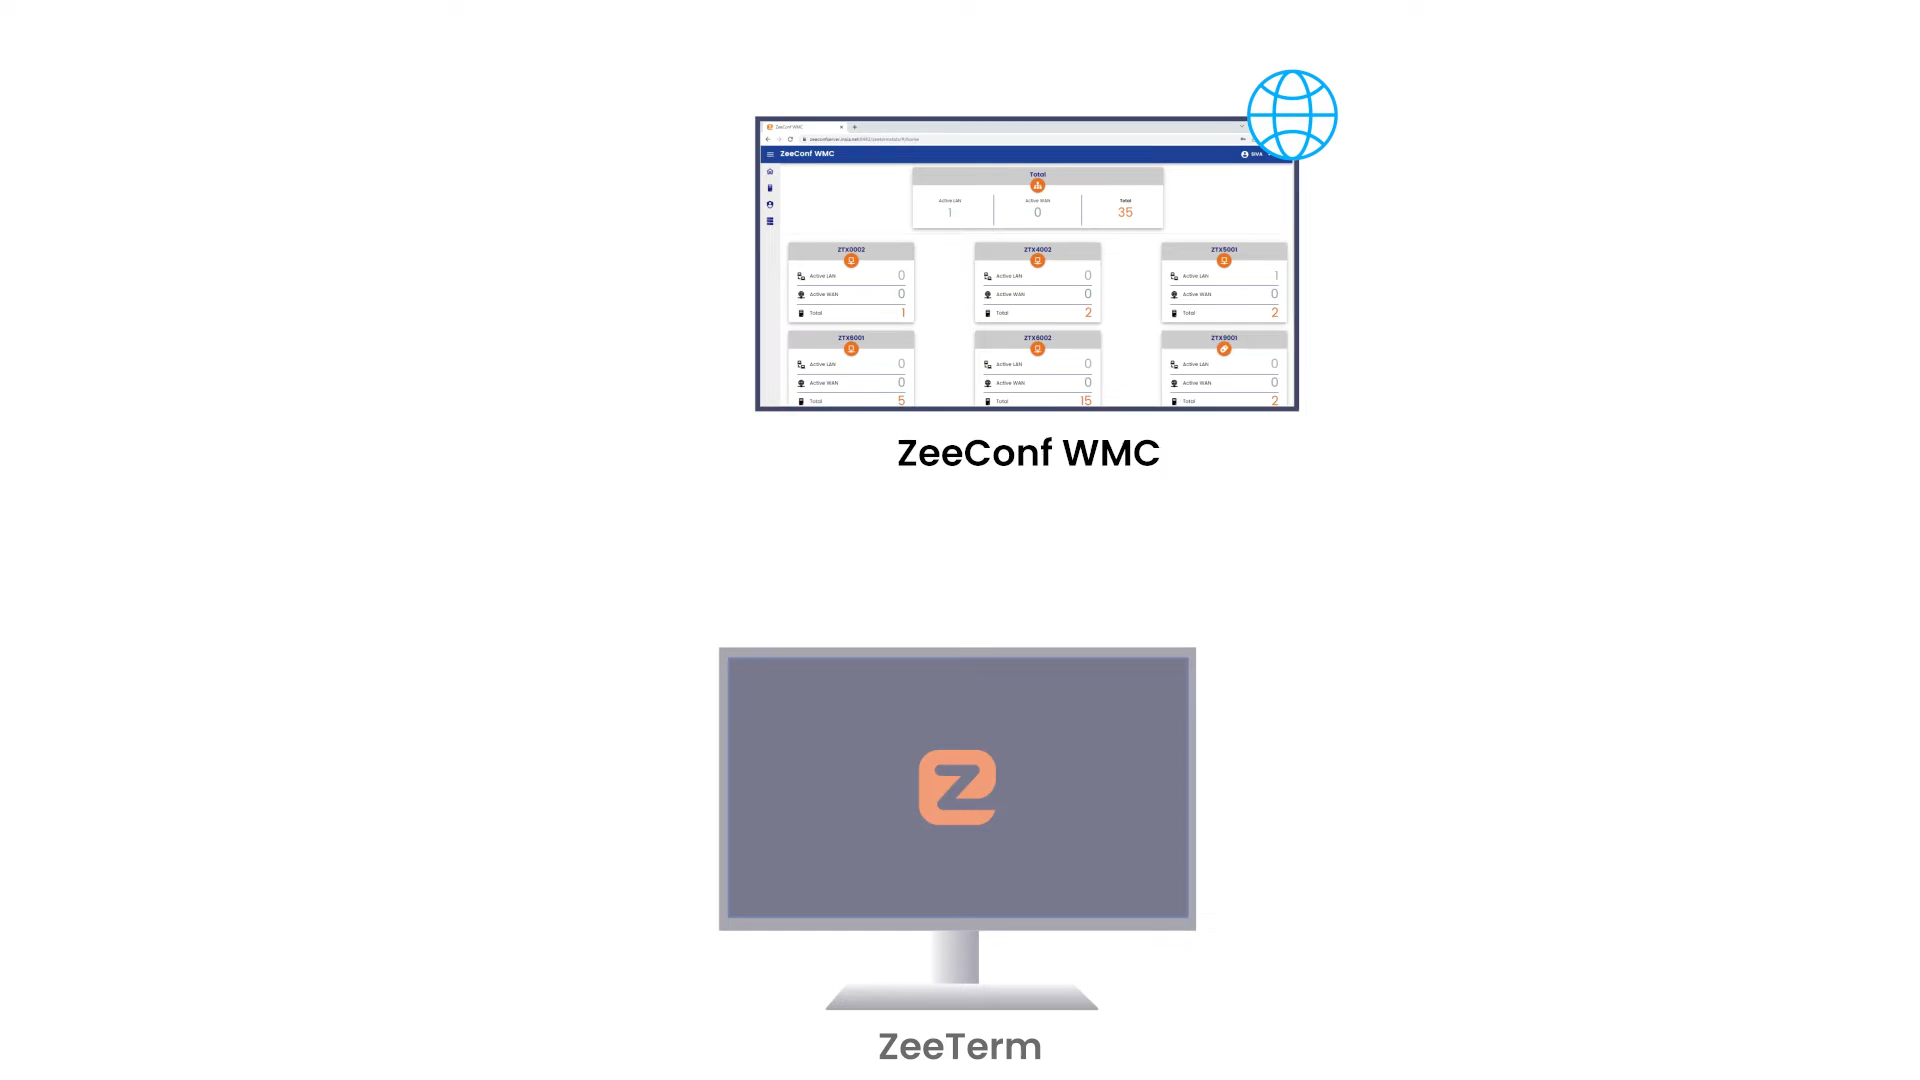 ZeeConf WMC
ZeeConf WMC
SIVA
Total
Active LAN Active WAN Total
1 0 35
ZTX0002 ZTX4002 ZTX5001
Active LAN 0 Active LAN 0 Active LAN 1
Active WAN 0 Active WAN 0 Active WAN 0
Total 1 Total 2 Total 2
ZTX6001 ZTX6002 ZTX9001
Active LAN 0 Active LAN 0 Active LAN 0
Active WAN 0 Active WAN 0 Active WAN 0
Total 5 Total 15 Total 2
ZeeConf WMC
Z
ZeeTerm